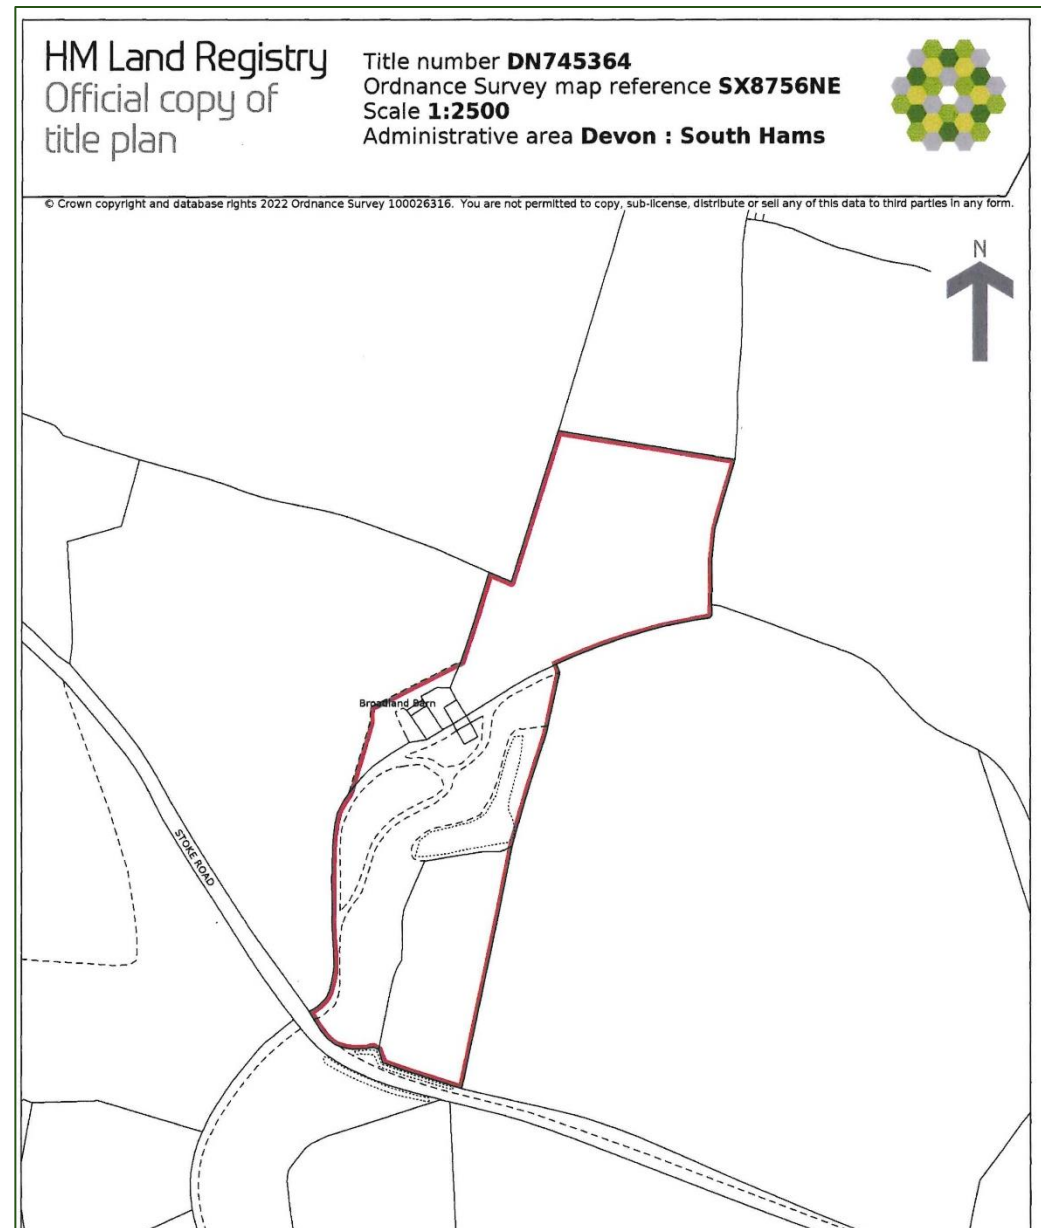 HM Land Registry
Official copy of
title plan
Title number DN745364
Ordnance Survey map reference SX8756NE
Scale 1:2500
Administrative area Devon : South Hams
© Crown copyright and database rights 2022 Ordnance Survey 100026316. You are not permitted to copy, sub-license, distribute or sell any of this data to third parties in any form.
N
Broadland Barn
STOKE ROAD